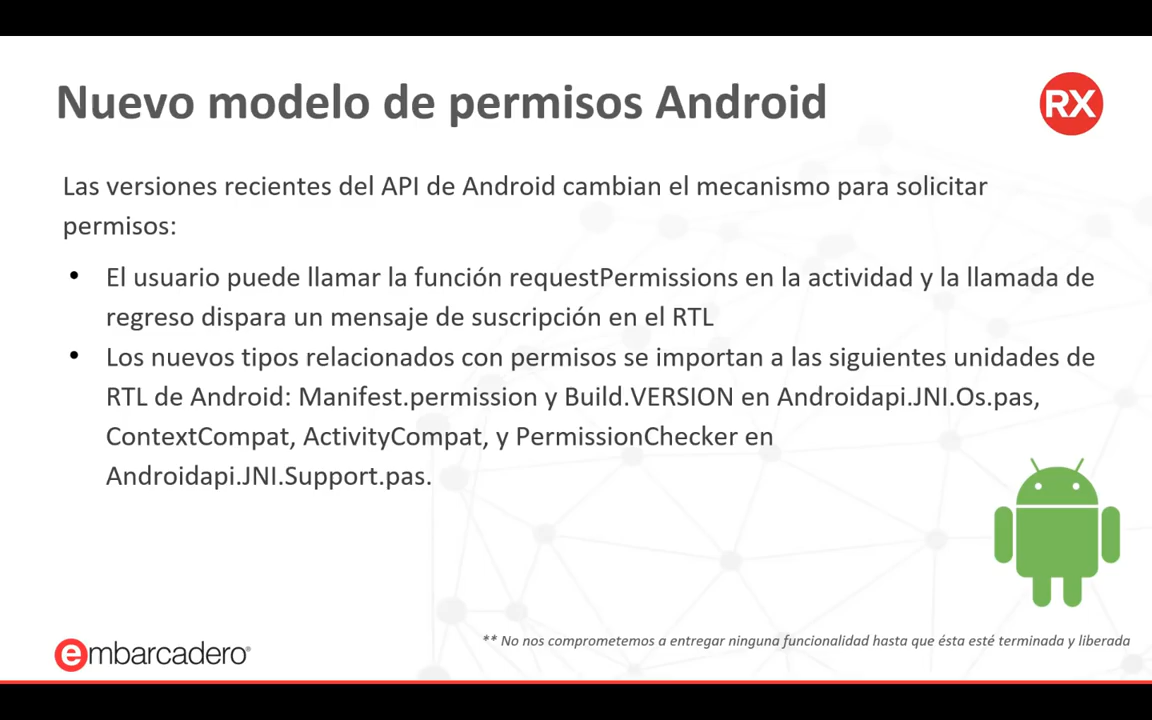 Nuevo modelo de permisos Android
RX
Las versiones recientes del API de Android cambian el mecanismo para solicitar
permisos:
• El usuario puede llamar la función requestPermissions en la actividad y la llamada de
regreso dispara un mensaje de suscripción en el RTL
• Los nuevos tipos relacionados con permisos se importan a las siguientes unidades de
RTL de Android: Manifest.permission y Build.VERSION en Androidapi.JNI.Os.pas,
ContextCompat, ActivityCompat, y PermissionChecker en
Androidapi.JNI.Support.pas.
embarcadero®
** No nos comprometemos a entregar ninguna funcionalidad hasta que ésta esté terminada y liberada